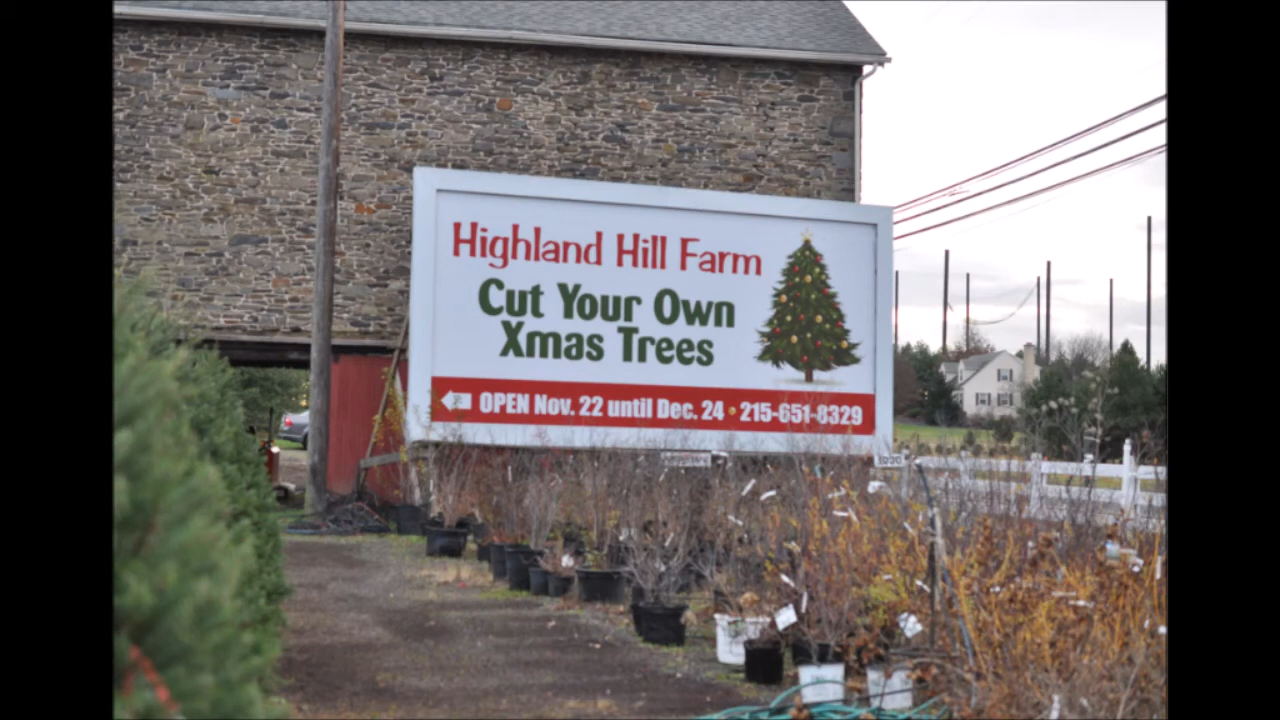 Highland Hill Farm
Cut Your Own
Xmas Trees
OPEN Nov. 22 until Dec. 24 • 215-651-8329